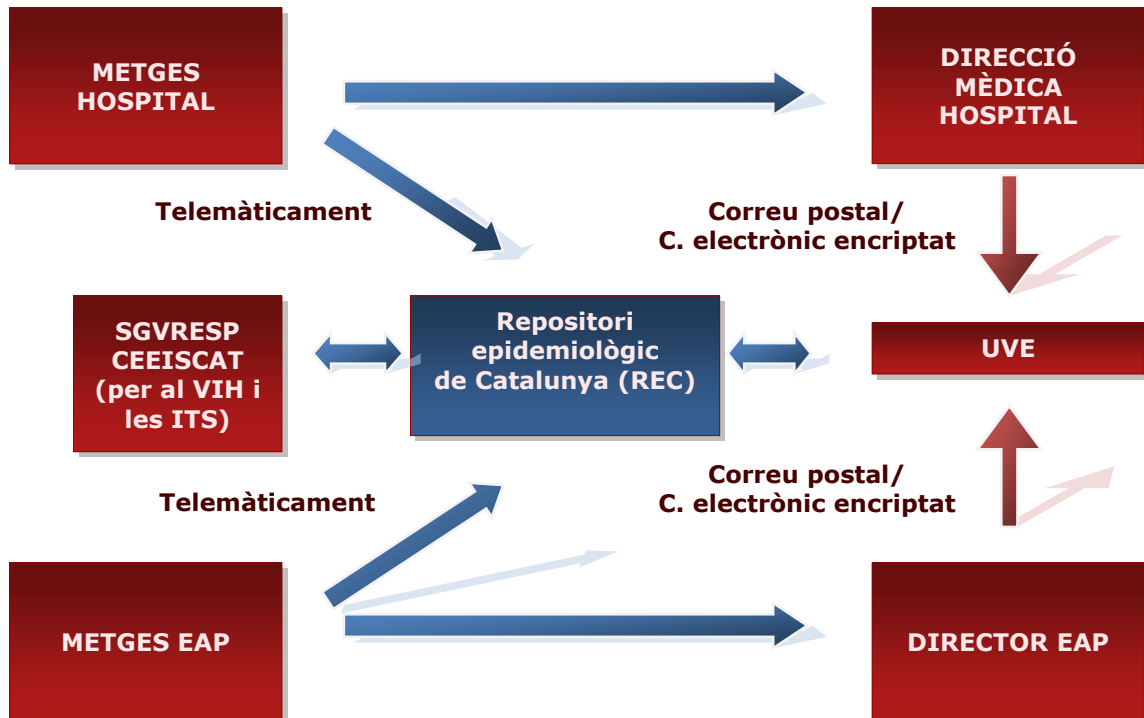 METGES
HOSPITAL
DIRECCIÓ
MÈDICA
HOSPITAL
Telemàticament
Correu postal/
C. electrònic encriptat
SGVRESP
CEEISCAT
(per al VIH i
les ITS)
Repositori
epidemiològic
de Catalunya (REC)
UVE
Telemàticament
Correu postal/
C. electrònic encriptat
METGES EAP
DIRECTOR EAP